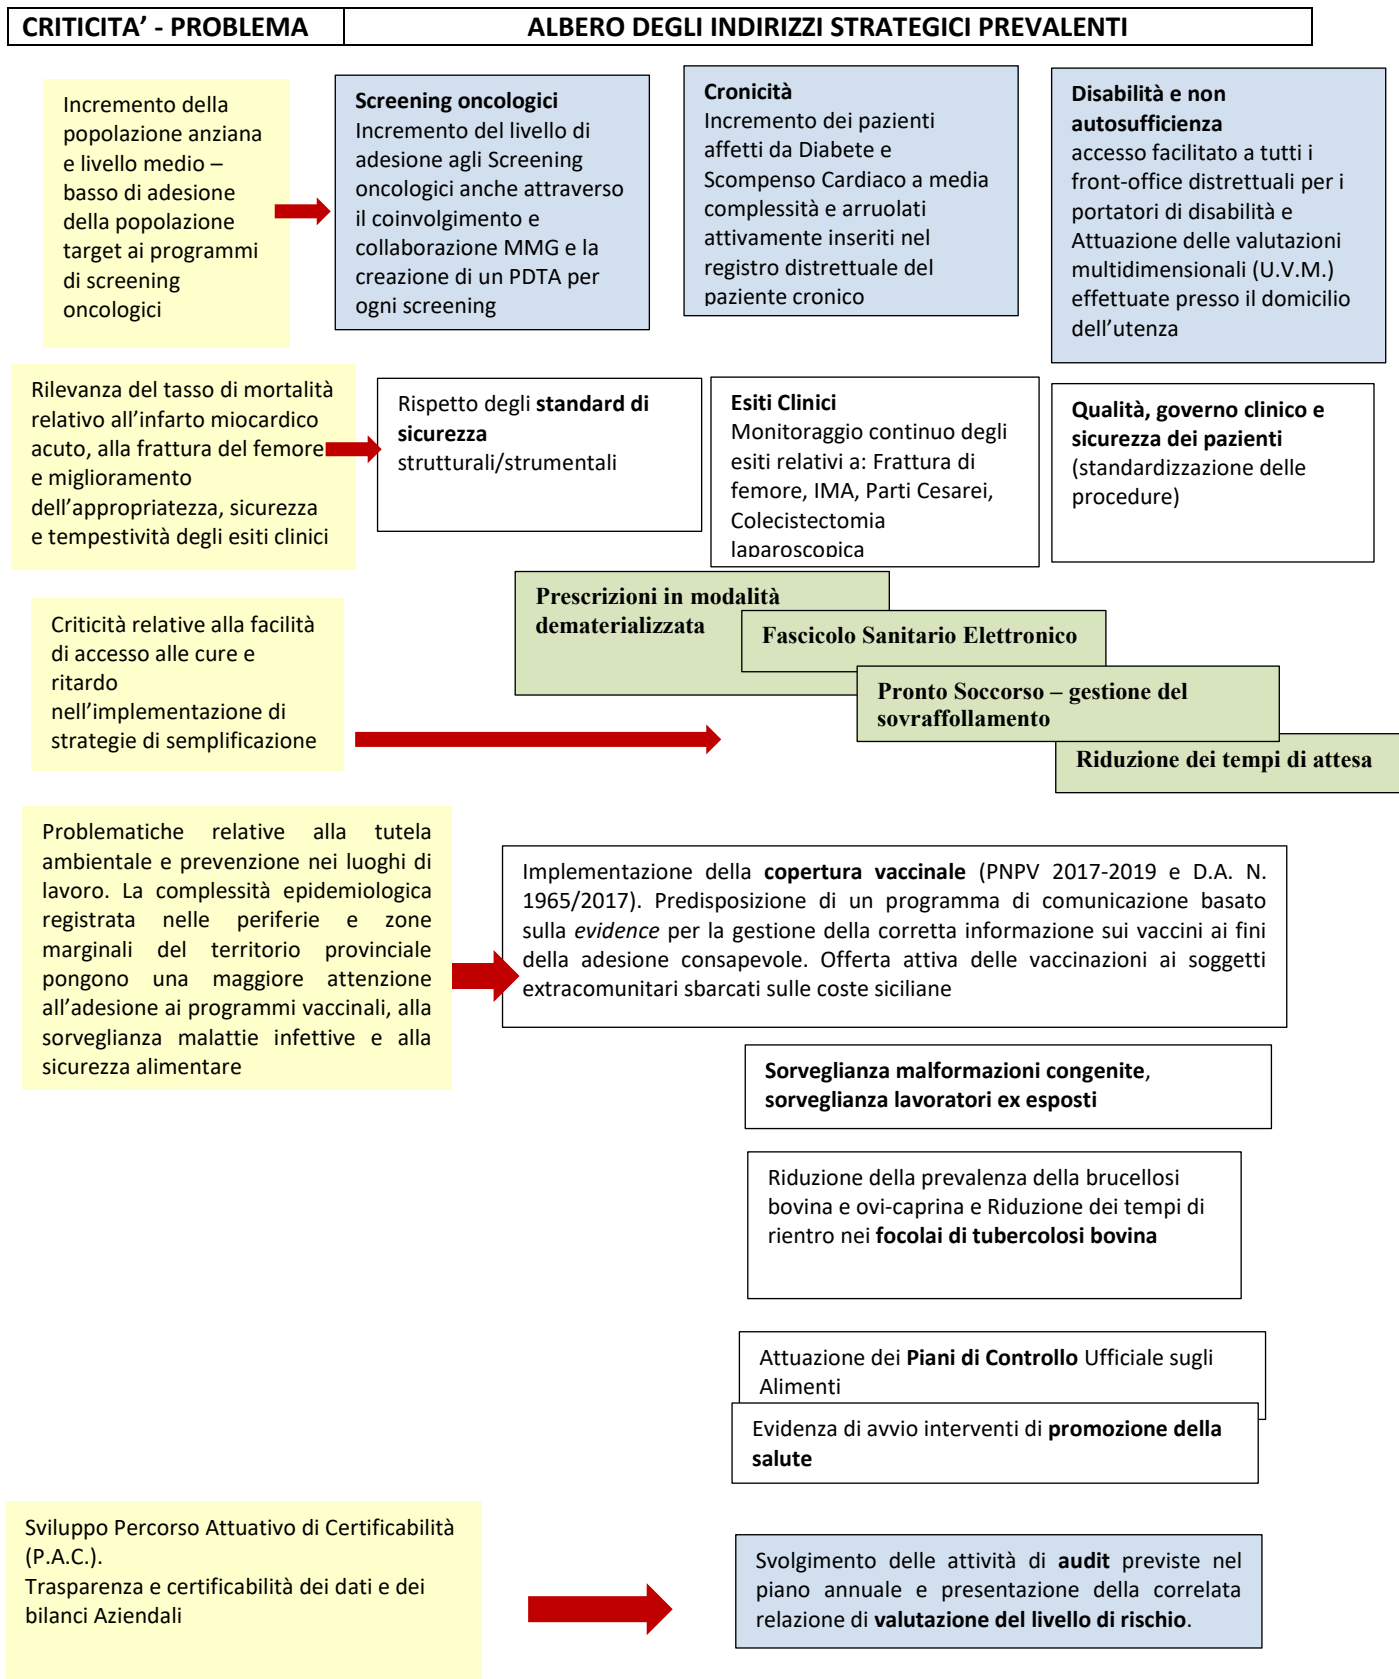 CRITICITA’ - PROBLEMA
ALBERO DEGLI INDIRIZZI STRATEGICI PREVALENTI
Incremento della
popolazione anziana
e livello medio –
basso di adesione
della popolazione
target ai programmi
di screening
oncologici
Screening oncologici
Incremento del livello di
adesione agli Screening
oncologici anche attraverso
il coinvolgimento e
collaborazione MMG e la
creazione di un PDTA per
ogni screening
Cronicità
Incremento dei pazienti
affetti da Diabete e
Scompenso Cardiaco a media
complessità e arruolati
attivamente inseriti nel
registro distrettuale del
paziente cronico
Disabilità e non
autosufficienza
accesso facilitato a tutti i
front-office distrettuali per i
portatori di disabilità e
Attuazione delle valutazioni
multidimensionali (U.V.M.)
effettuate presso il domicilio
dell’utenza
Rilevanza del tasso di mortalità
relativo all’infarto miocardico
acuto, alla frattura del femore
e miglioramento
dell’appropriatezza, sicurezza
e tempestività degli esiti clinici
Rispetto degli standard di
sicurezza
strutturali/strumentali
Esiti Clinici
Monitoraggio continuo degli
esiti relativi a: Frattura di
femore, IMA, Parti Cesarei,
Colecistectomia
laparoscopica
Qualità, governo clinico e
sicurezza dei pazienti
(standardizzazione delle
procedure)
Criticità relative alla facilità
di accesso alle cure e
ritardo
nell’implementazione di
strategie di semplificazione
Prescrizioni in modalità
dematerializzata
Fascicolo Sanitario Elettronico
Pronto Soccorso – gestione del
sovraffollamento
Riduzione dei tempi di attesa
Problematiche relative alla tutela
ambientale e prevenzione nei luoghi di
lavoro. La complessità epidemiologica
registrata nelle periferie e zone
marginali del territorio provinciale
pongono una maggiore attenzione
all’adesione ai programmi vaccinali, alla
sorveglianza malattie infettive e alla
sicurezza alimentare
Implementazione della copertura vaccinale (PNPV 2017-2019 e D.A. N.
1965/2017). Predisposizione di un programma di comunicazione basato
sulla evidence per la gestione della corretta informazione sui vaccini ai fini
della adesione consapevole. Offerta attiva delle vaccinazioni ai soggetti
extracomunitari sbarcati sulle coste siciliane
Sorveglianza malformazioni congenite,
sorveglianza lavoratori ex esposti
Riduzione della prevalenza della brucellosi
bovina e ovi-caprina e Riduzione dei tempi di
rientro nei focolai di tubercolosi bovina
Attuazione dei Piani di Controllo Ufficiale sugli
Alimenti
Evidenza di avvio interventi di promozione della
salute
Sviluppo Percorso Attuativo di Certificabilità
(P.A.C.).
Trasparenza e certificabilità dei dati e dei
bilanci Aziendali
Svolgimento delle attività di audit previste nel
piano annuale e presentazione della correlata
relazione di valutazione del livello di rischio.